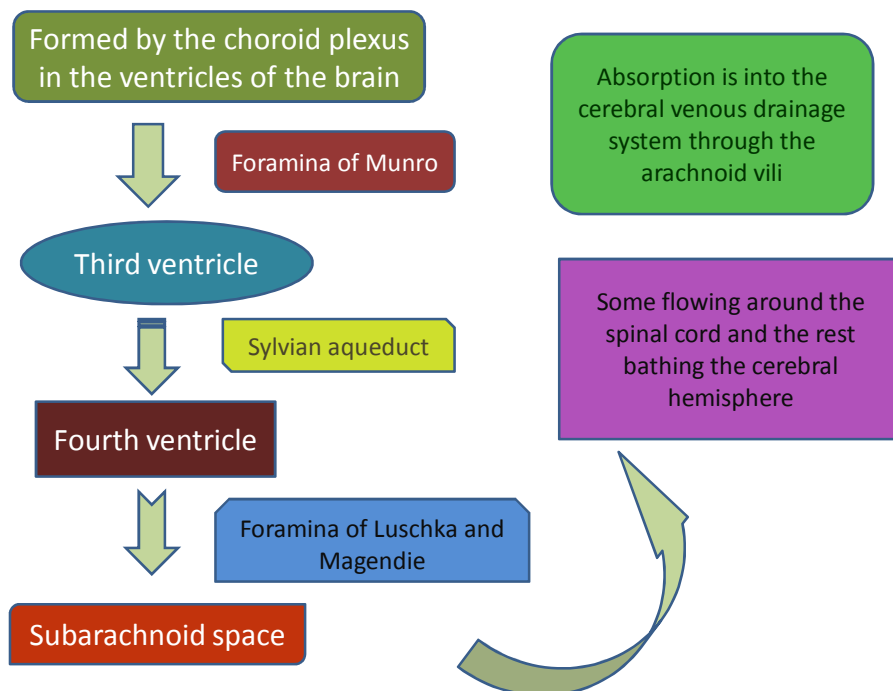 Formed by the choroid plexus
in the ventricles of the brain
Foramina of Munro
Third ventricle
Sylvian aqueduct
Fourth ventricle
Foramina of Luschka and
Magendie
Subarachnoid space
Some flowing around the
spinal cord and the rest
bathing the cerebral
hemisphere
Absorption is into the
cerebral venous drainage
system through the
arachnoid vili